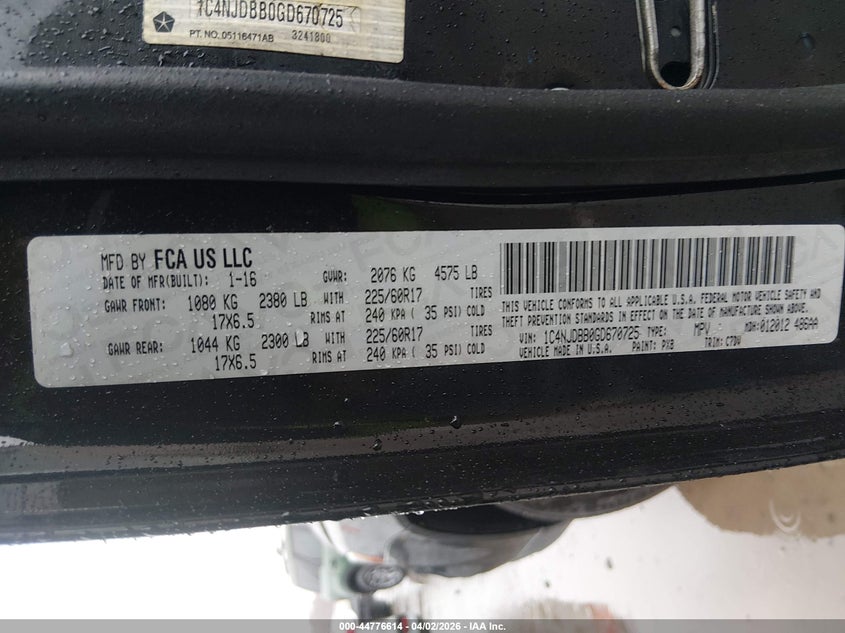 1C4NJDBB0GD670725
PT. NO. 05116471AB 3241800
MFD BY FCA US LLC
DATE OF MFR(BUILT): 1-16 GVWR: 2076 KG 4575 LB
GAWR FRONT: 1080 KG 2380 LB WITH 225/60R17 TIRES
17X6.5 RIMS AT 240 KPA ( 35 PSI) COLD
GAWR REAR: 1044 KG 2300 LB WITH 225/60R17 TIRES
17X6.5 RIMS AT 240 KPA ( 35 PSI) COLD
THIS VEHICLE CONFORMS TO ALL APPLICABLE U.S.A. FEDERAL MOTOR VEHICLE SAFETY AND
THEFT PREVENTION STANDARDS IN EFFECT ON THE DATE OF MANUFACTURE SHOWN ABOVE.
VIN: 1C4NJDBB0GD670725 TYPE: MPV MDH:012012 486AA
VEHICLE MADE IN U.S.A. PAINT: PX8 TRIM: C7DV
000-44776614 - 04/02/2026 - IAA, Inc.